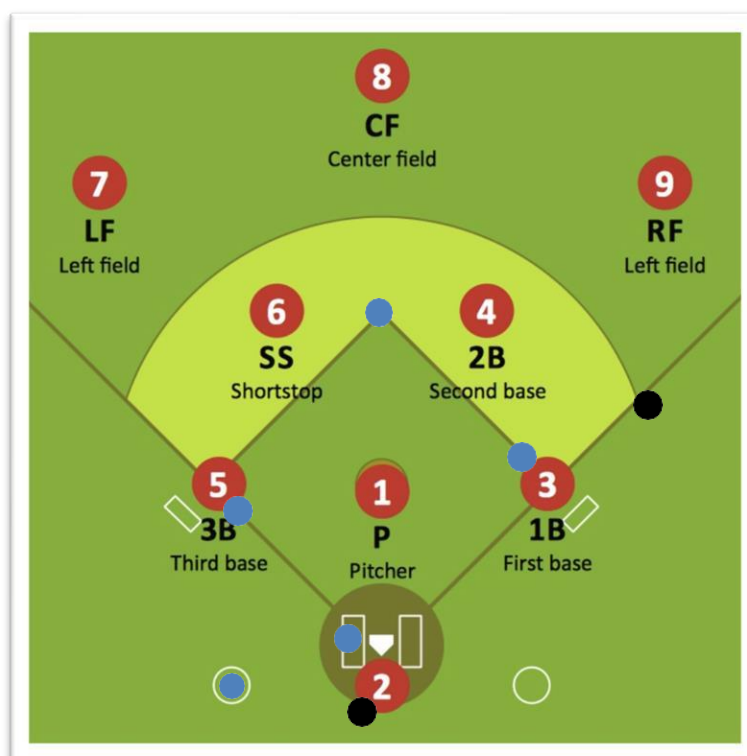 8
CF
Center field
7
LF
Left field
9
RF
Left field
6
SS
Shortstop
4
2B
Second base
5
3B
Third base
1
P
Pitcher
3
1B
First base
2